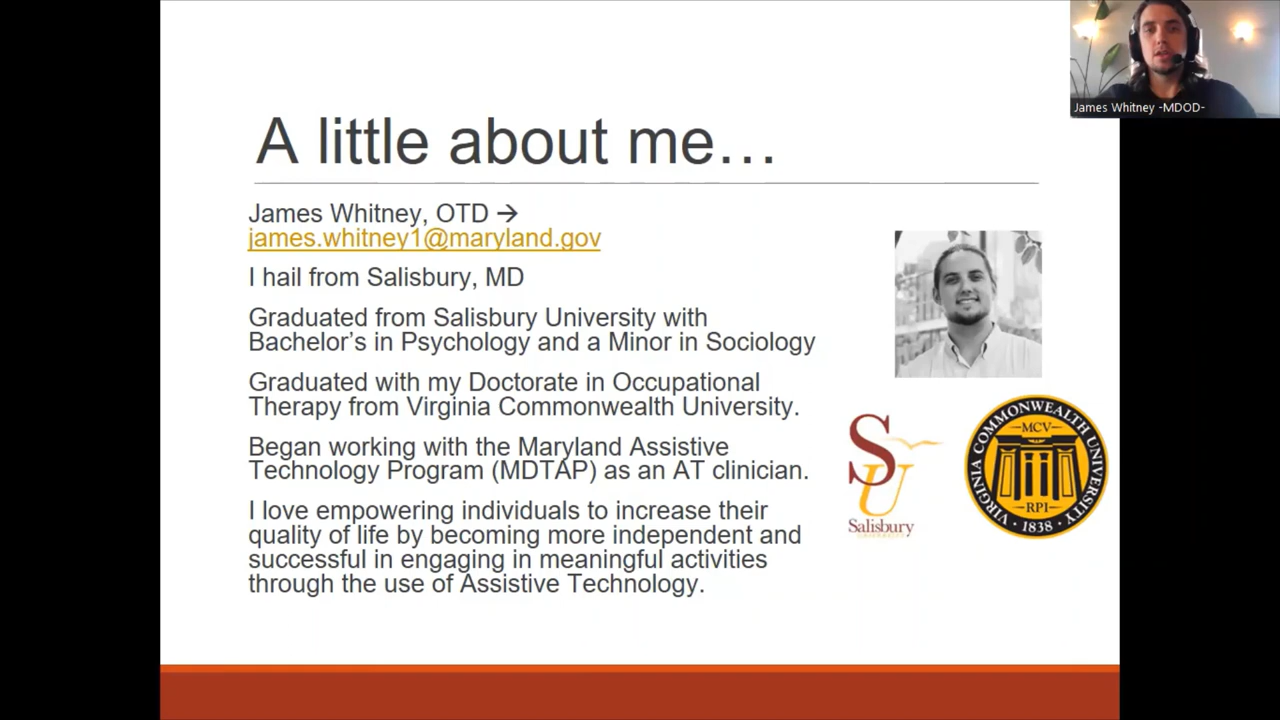 James Whitney -MDOD-
A little about me…
James Whitney, OTD →
james.whitney1@maryland.gov
I hail from Salisbury, MD
Graduated from Salisbury University with
Bachelor's in Psychology and a Minor in Sociology
Graduated with my Doctorate in Occupational
Therapy from Virginia Commonwealth University.
Began working with the Maryland Assistive
Technology Program (MDTAP) as an AT clinician.
I love empowering individuals to increase their
quality of life by becoming more independent and
successful in engaging in meaningful activities
through the use of Assistive Technology.
SU
Salisbury
UNIVERSITY
VIRGINIA COMMONWEALTH UNIVERSITY
MCV
RPI
· 1838 ·